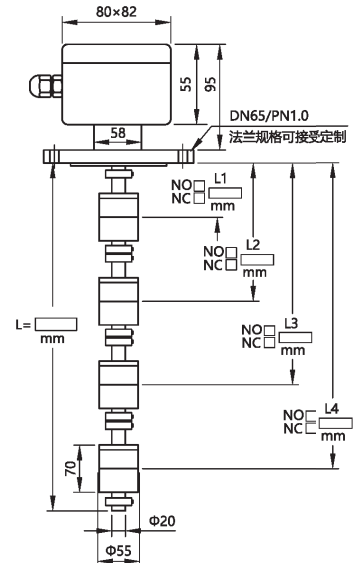 80×82
55
95
58
DN65/PN1.0
法兰规格可接受定制
NO□ L1
NC□ mm
NO□ L2
NC□ mm
L=
mm
NO□ L3
NC□ mm
NO□ L4
NC□ mm
70
Φ20
Φ55